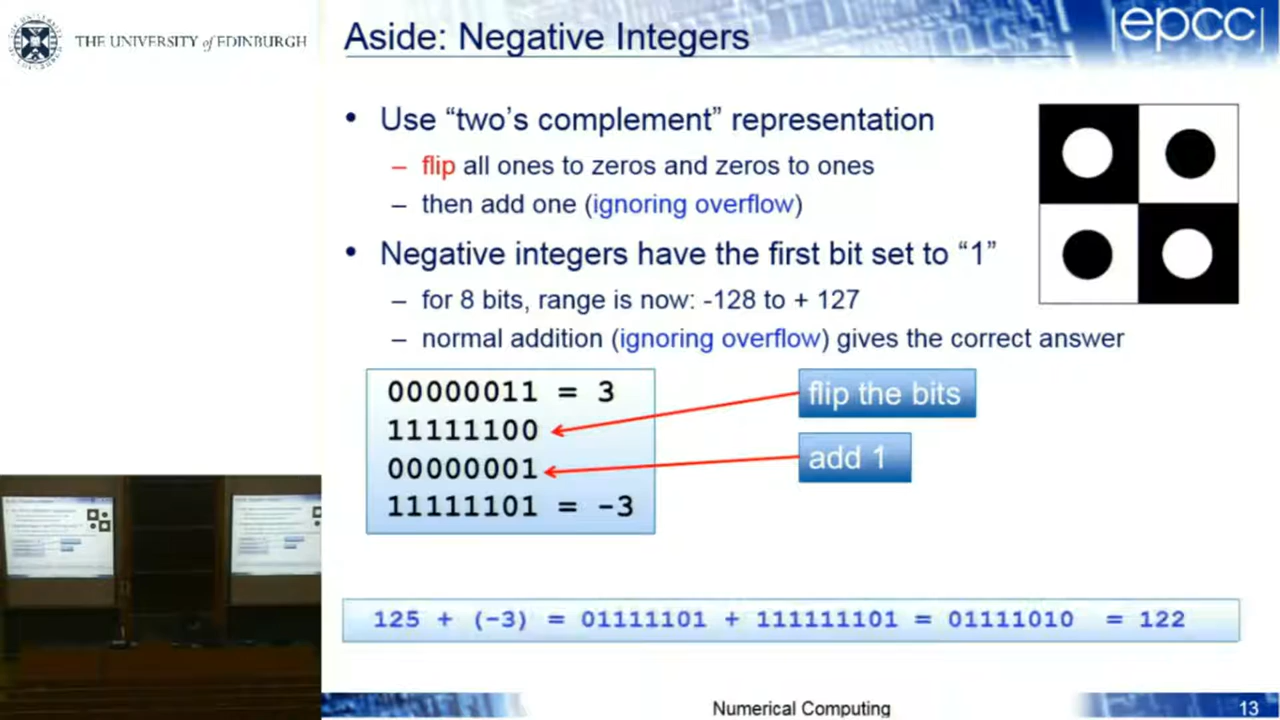 THE UNIVERSITY of EDINBURGH
Aside: Negative Integers
|epcc|
• Use “two's complement” representation
– flip all ones to zeros and zeros to ones
– then add one (ignoring overflow)
• Negative integers have the first bit set to “1”
– for 8 bits, range is now: -128 to + 127
– normal addition (ignoring overflow) gives the correct answer
00000011 = 3
11111100
00000001
11111101 = -3
flip the bits
add 1
125 + (-3) = 01111101 + 111111101 = 01111010 = 122
Numerical Computing
13